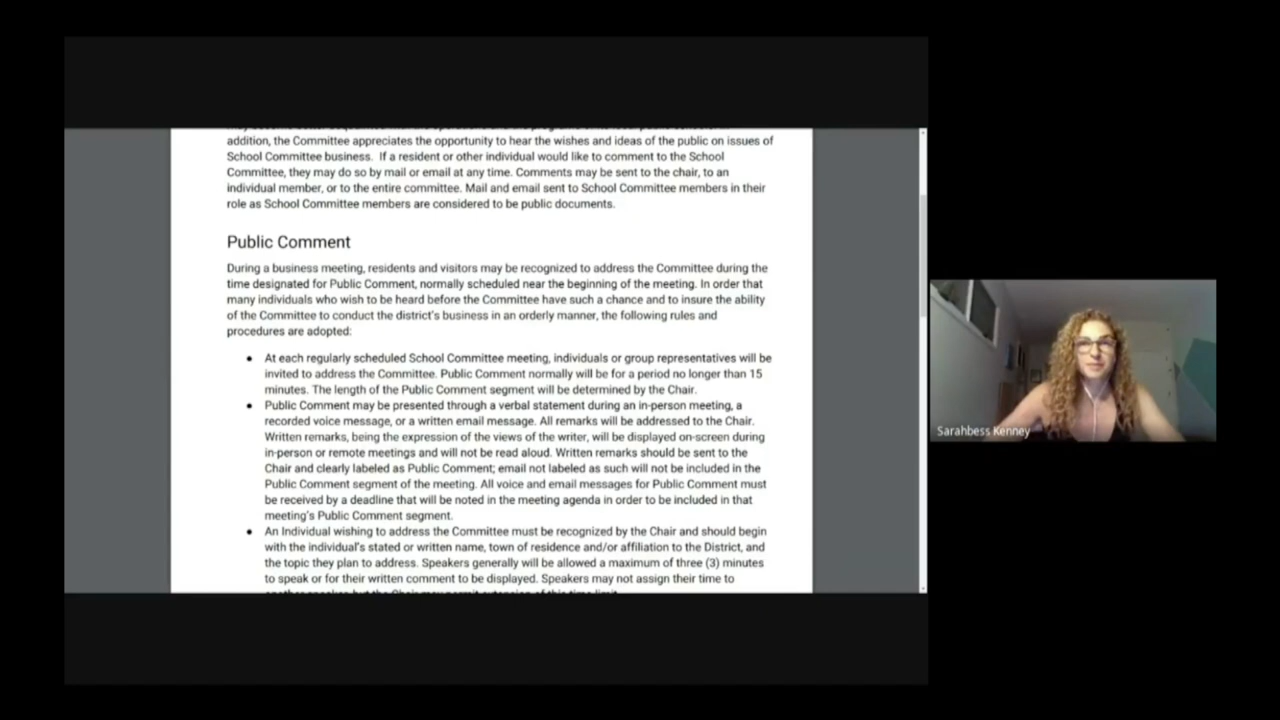 addition, the Committee appreciates the opportunity to hear the wishes and ideas of the public on issues of
School Committee business. If a resident or other individual would like to comment to the School
Committee, they may do so by mail or email at any time. Comments may be sent to the chair, to an
individual member, or to the entire committee. Mail and email sent to School Committee members in their
role as School Committee members are considered to be public documents.
Public Comment
During a business meeting, residents and visitors may be recognized to address the Committee during the
time designated for Public Comment, normally scheduled near the beginning of the meeting. In order that
many individuals who wish to be heard before the Committee have such a chance and to insure the ability
of the Committee to conduct the district's business in an orderly manner, the following rules and
procedures are adopted:
● At each regularly scheduled School Committee meeting, individuals or group representatives will be
invited to address the Committee. Public Comment normally will be for a period no longer than 15
minutes. The length of the Public Comment segment will be determined by the Chair.
● Public Comment may be presented through a verbal statement during an in-person meeting, a
recorded voice message, or a written email message. All remarks will be addressed to the Chair.
Written remarks, being the expression of the views of the writer, will be displayed on-screen during
in-person or remote meetings and will not be read aloud. Written remarks should be sent to the
Chair and clearly labeled as Public Comment; email not labeled as such will not be included in the
Public Comment segment of the meeting. All voice and email messages for Public Comment must
be received by a deadline that will be noted in the meeting agenda in order to be included in that
meeting's Public Comment segment.
● An Individual wishing to address the Committee must be recognized by the Chair and should begin
with the individual's stated or written name, town of residence and/or affiliation to the District, and
the topic they plan to address. Speakers generally will be allowed a maximum of three (3) minutes
to speak or for their written comment to be displayed. Speakers may not assign their time to
another speaker, but the Chair may permit extension of this time limit.
Sarahbess Kenney